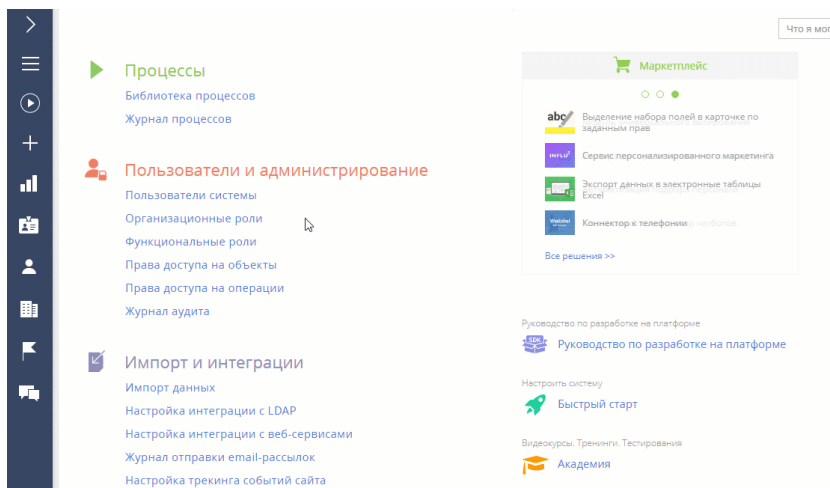 Что я мог
Процессы
Библиотека процессов
Журнал процессов
Пользователи и администрирование
Пользователи системы
Организационные роли
Функциональные роли
Права доступа на объекты
Права доступа на операции
Журнал аудита
Импорт и интеграции
Импорт данных
Настройка интеграции с LDAP
Настройка интеграции с веб-сервисами
Журнал отправки email-рассылок
Настройка трекинга событий сайта
Маркетплейс
abc
Выделение набора полей в карточке по
заданным прав
INFLU2
Сервис персонализированного маркетинга
Экспорт данных в электронные таблицы
Excel
Webitel
Коннектор к телефонии
Все решения >>
Руководство по разработке на платформе
SDK
Руководство по разработке на платформе
Настроить систему
Быстрый старт
Видеокурсы. Тренинги. Тестирования
Академия